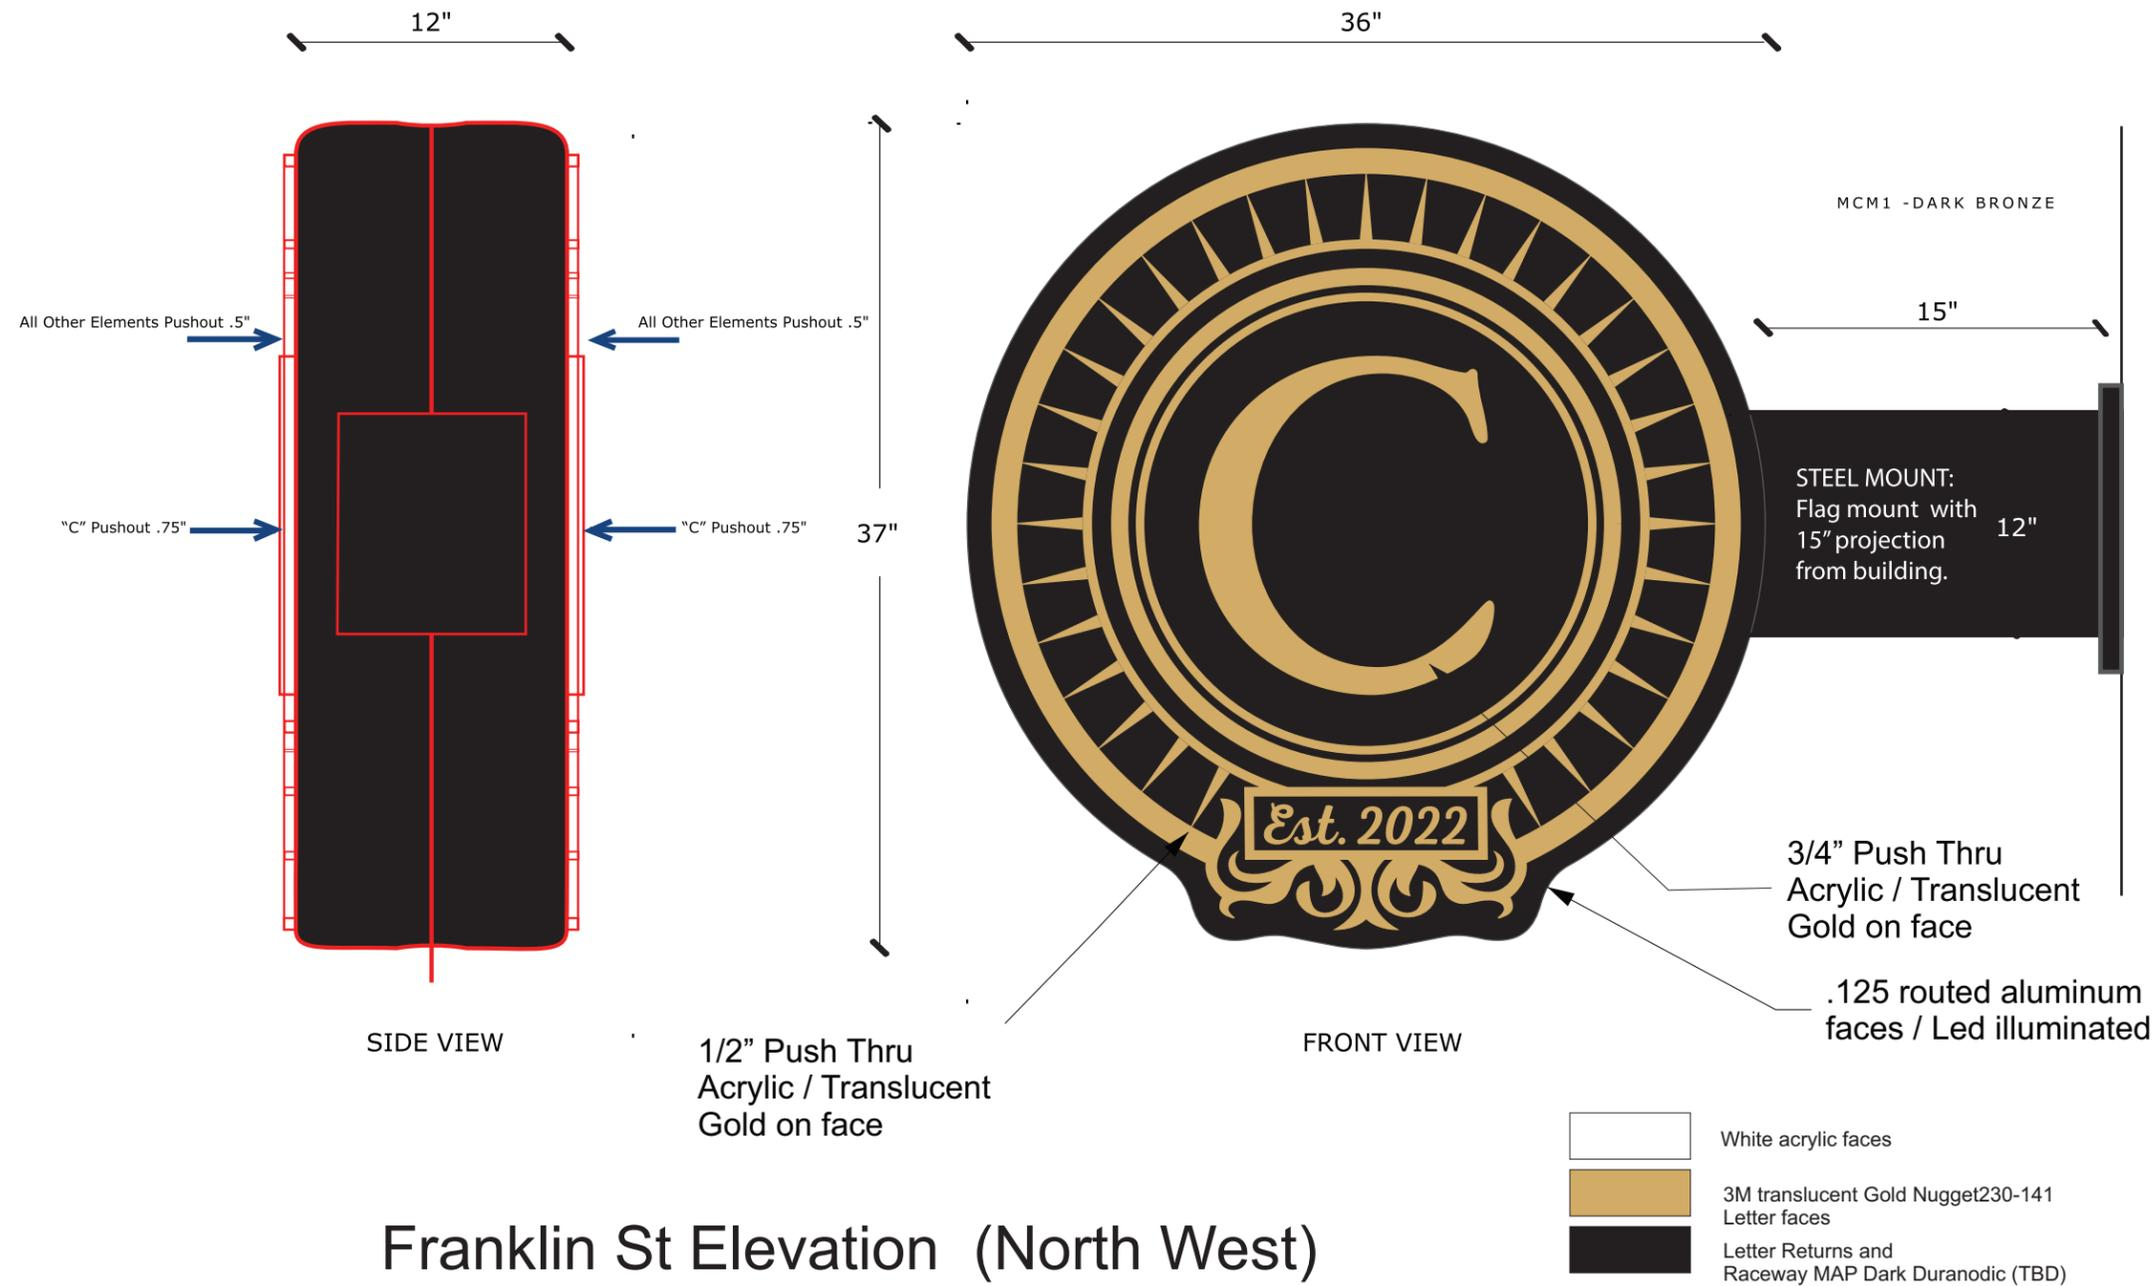 12"
36"
MCM1 -DARK BRONZE
15"
All Other Elements Pushout .5"
All Other Elements Pushout .5"
“C” Pushout .75"
“C” Pushout .75"
37"
C
STEEL MOUNT:
Flag mount with
15” projection
from building.
12"
Est. 2022
3/4” Push Thru
Acrylic / Translucent
Gold on face
.125 routed aluminum
faces / Led illuminated
SIDE VIEW
FRONT VIEW
1/2” Push Thru
Acrylic / Translucent
Gold on face
White acrylic faces
3M translucent Gold Nugget230-141
Letter faces
Letter Returns and
Raceway MAP Dark Duranodic (TBD)
Franklin St Elevation (North West)